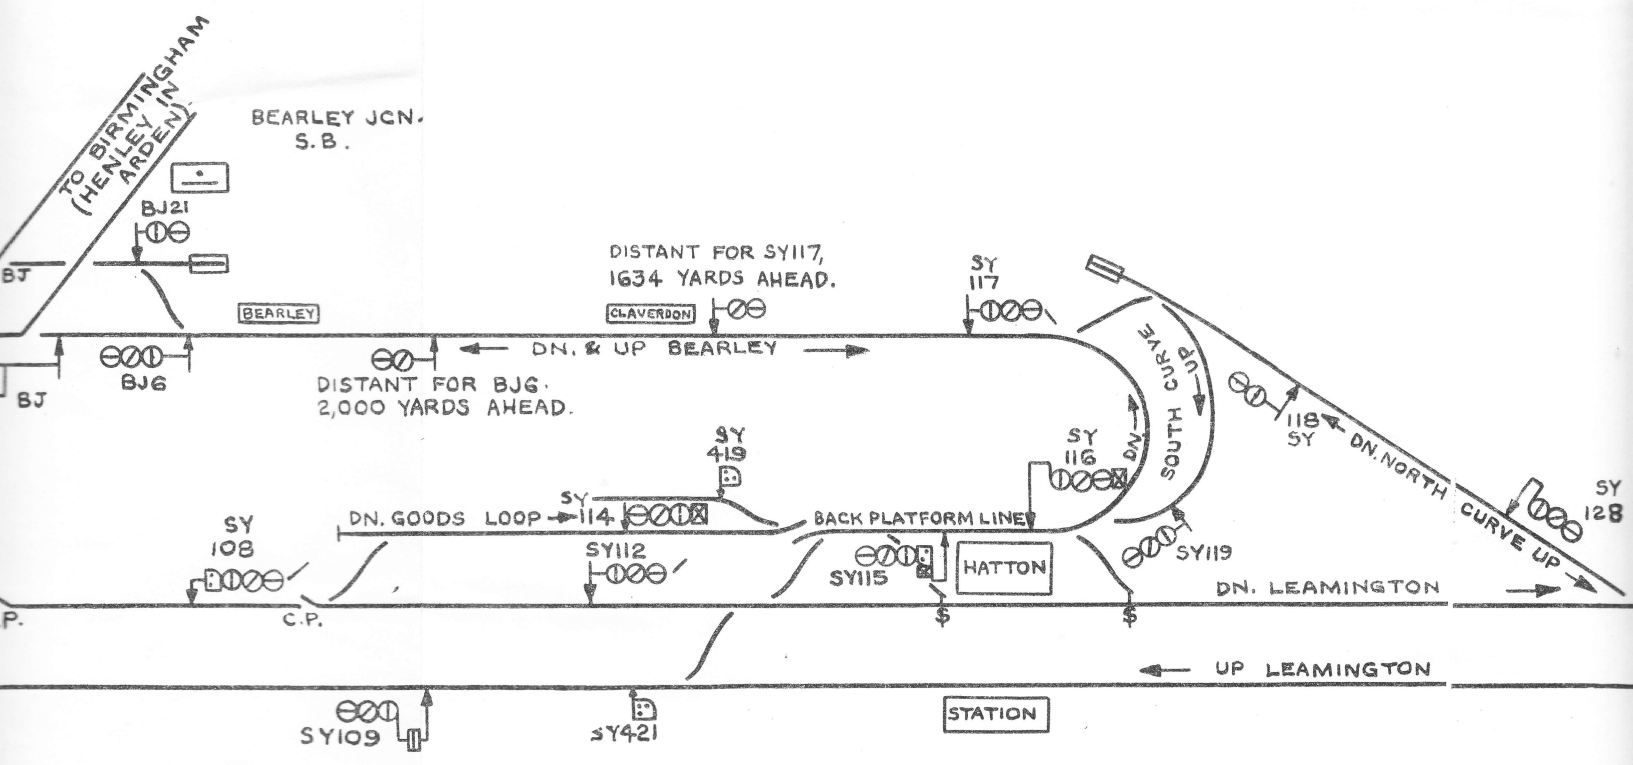 TO BIRMINGHAM
(HENLEY IN
ARDEN)
BEARLEY JCN.
S.B.
BJ21
BJ
BEARLEY
DISTANT FOR SY117,
1634 YARDS AHEAD.
CLAVERDON
SY
117
BJ6
BJ
DN. & UP BEARLEY
DISTANT FOR BJ6.
2,000 YARDS AHEAD.
DN
SOUTH CURVE
UP
118
SY
DN. NORTH
CURVE UP
SY
128
SY
419
SY
116
SY
114
DN. GOODS LOOP
BACK PLATFORM LINE
SY
108
SY112
SY115
HATTON
SY119
DN. LEAMINGTON
P.
C.P.
$
$
UP LEAMINGTON
SY109
SY421
STATION